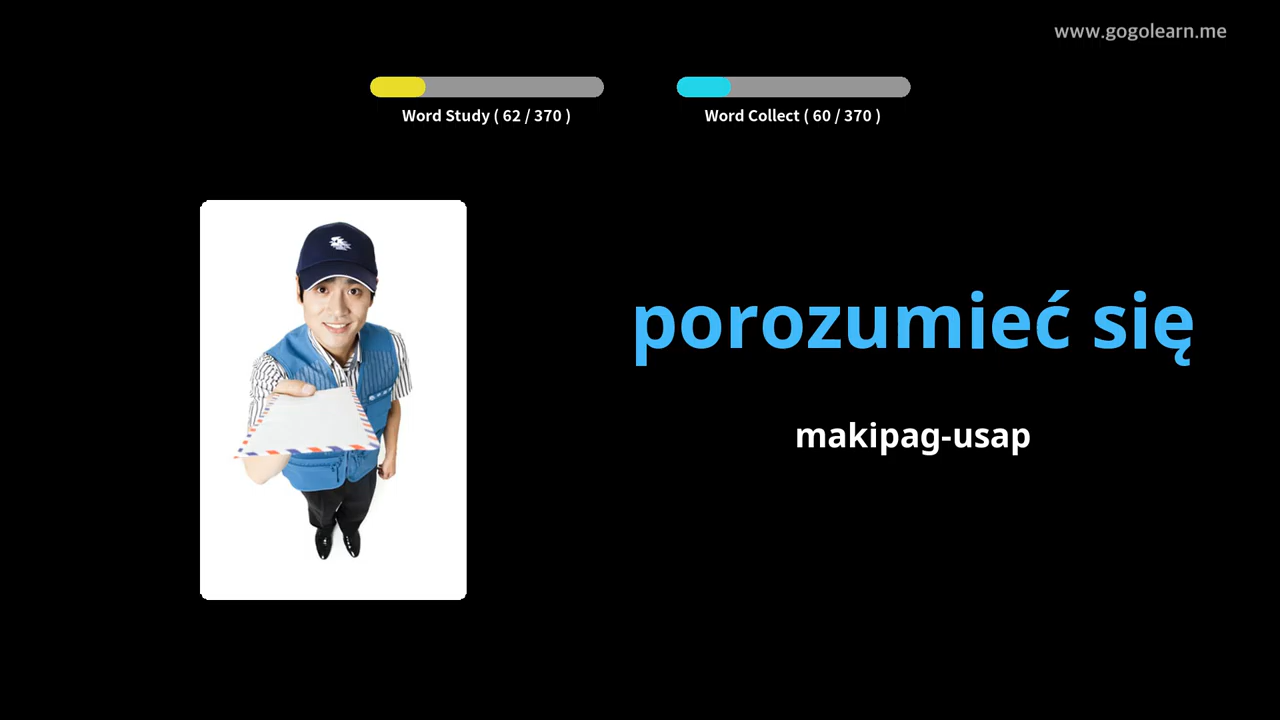 www.gogolearn.me
Word Study ( 62 / 370 )
Word Collect ( 60 / 370 )
porozumieć się
makipag-usap